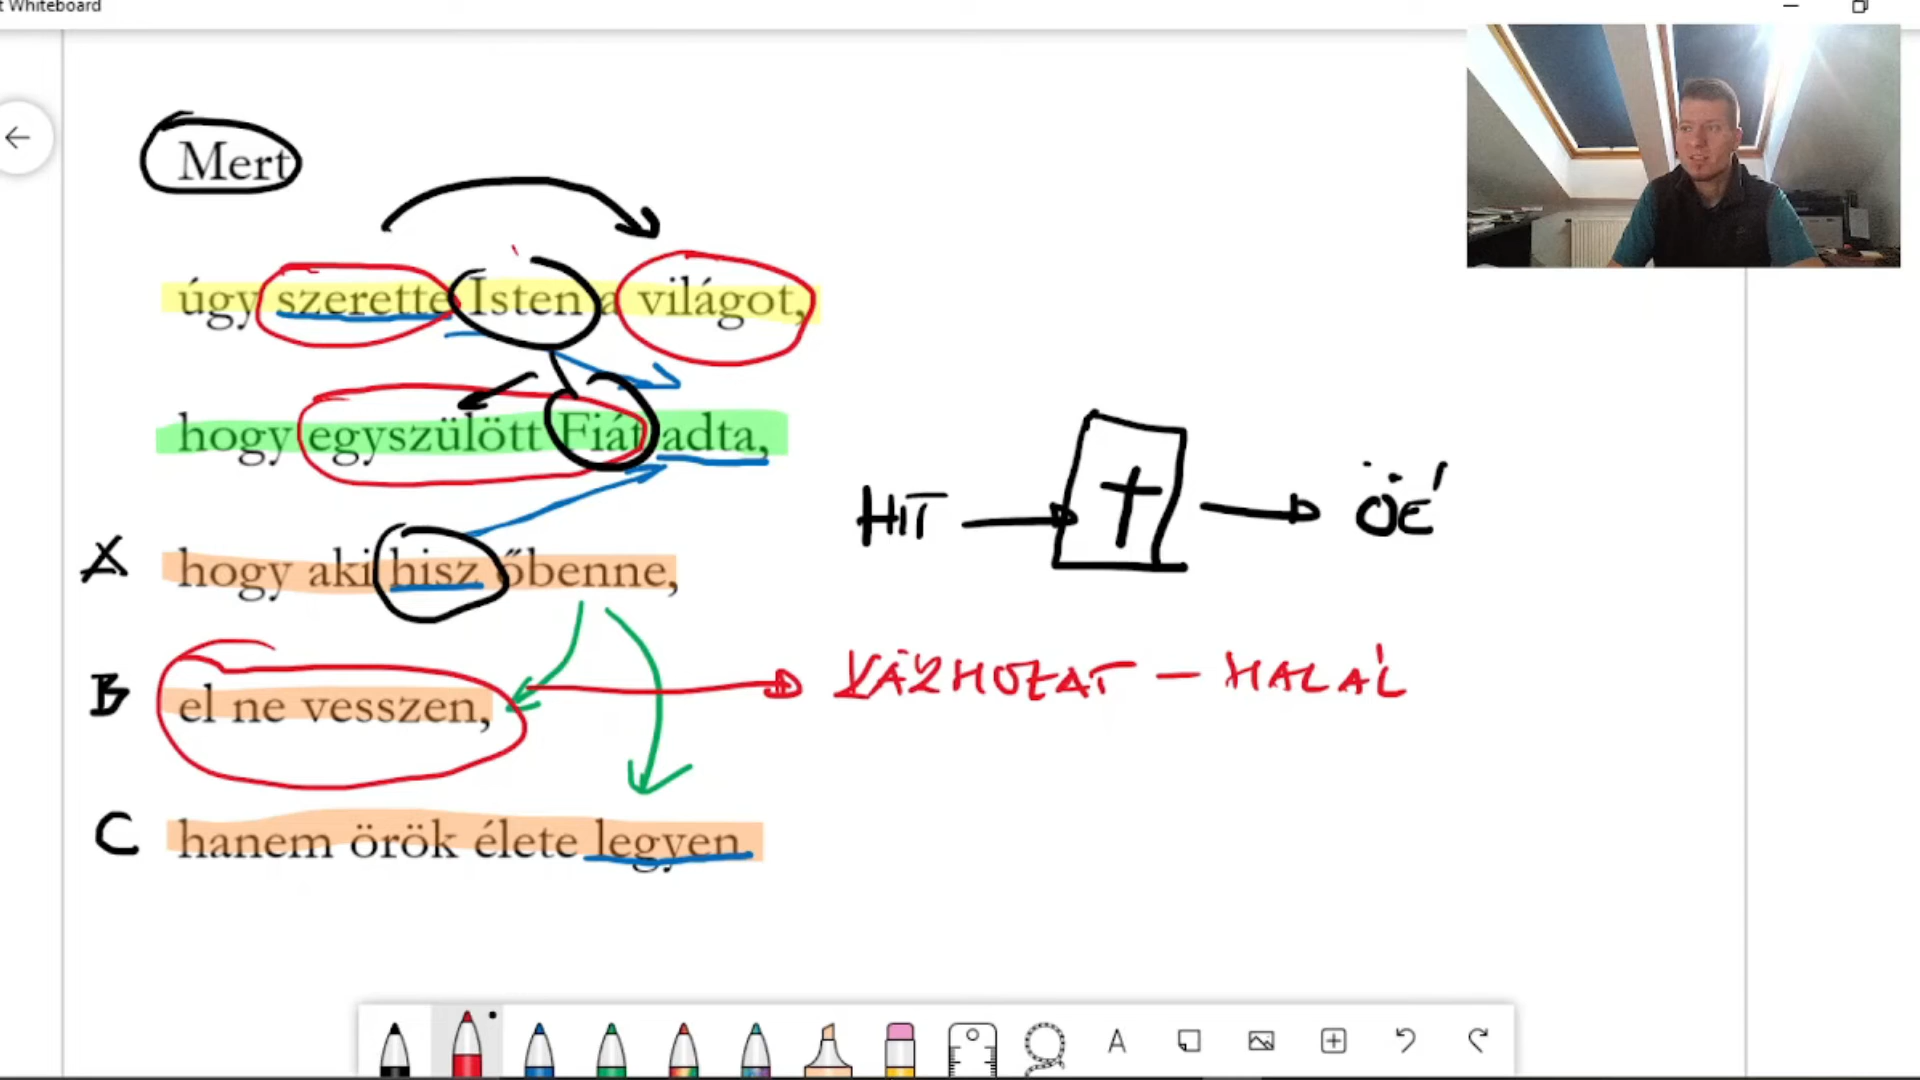 t Whiteboard
Mert
úgy szerette Isten a világot,
hogy egyszülött Fiát adta,
HIT † ÖÉ
A hogy aki hisz őbenne,
B el ne vesszen,
KÁRHOZAT - HALÁL
C hanem örök élete legyen.
A